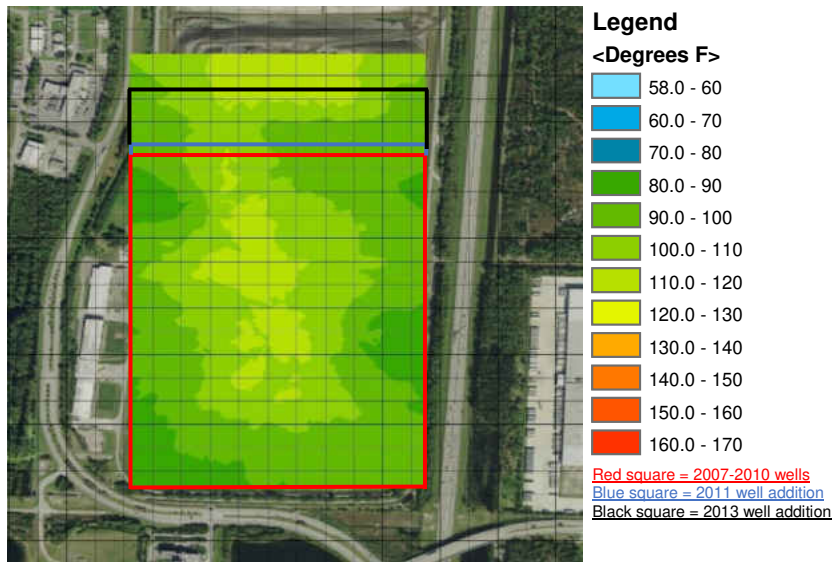 Legend
<Degrees F>
58.0 - 60
60.0 - 70
70.0 - 80
80.0 - 90
90.0 - 100
100.0 - 110
110.0 - 120
120.0 - 130
130.0 - 140
140.0 - 150
150.0 - 160
160.0 - 170
Red square = 2007-2010 wells
Blue square = 2011 well addition
Black square = 2013 well addition